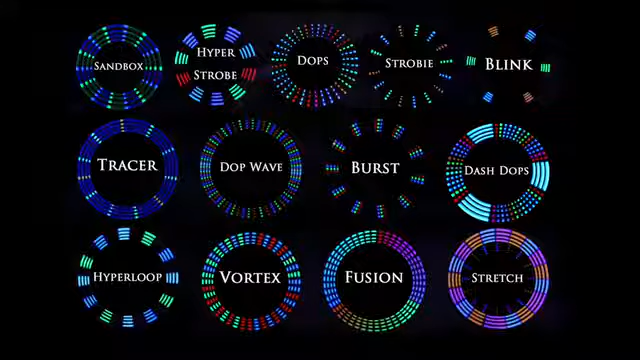 SANDBOX
HYPER
STROBE
DOPS
STROBIE
BLINK
TRACER
DOP WAVE
BURST
DASH DOPS
HYPERLOOP
VORTEX
FUSION
STRETCH